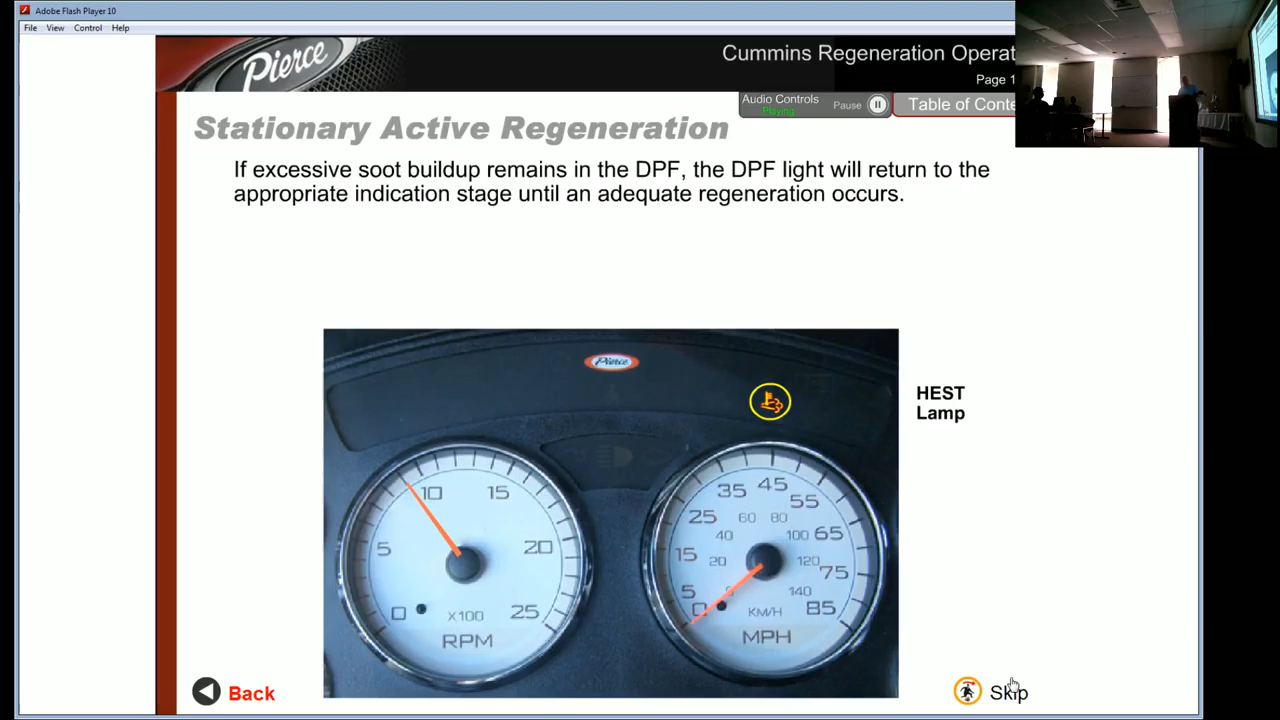 Adobe Flash Player 10
File View Control Help
Pierce
Cummins Regeneration Operat
Page 1
Audio Controls
Playing
Pause
Table of Conte
Stationary Active Regeneration
If excessive soot buildup remains in the DPF, the DPF light will return to the
appropriate indication stage until an adequate regeneration occurs.
Pierce
HEST
Lamp
0 5 10 15 20 25
X100
RPM
0 5 15 25 35 45 55 65 75 85
0 20 40 60 80 100 120 140
KM/H
MPH
Back
Skip